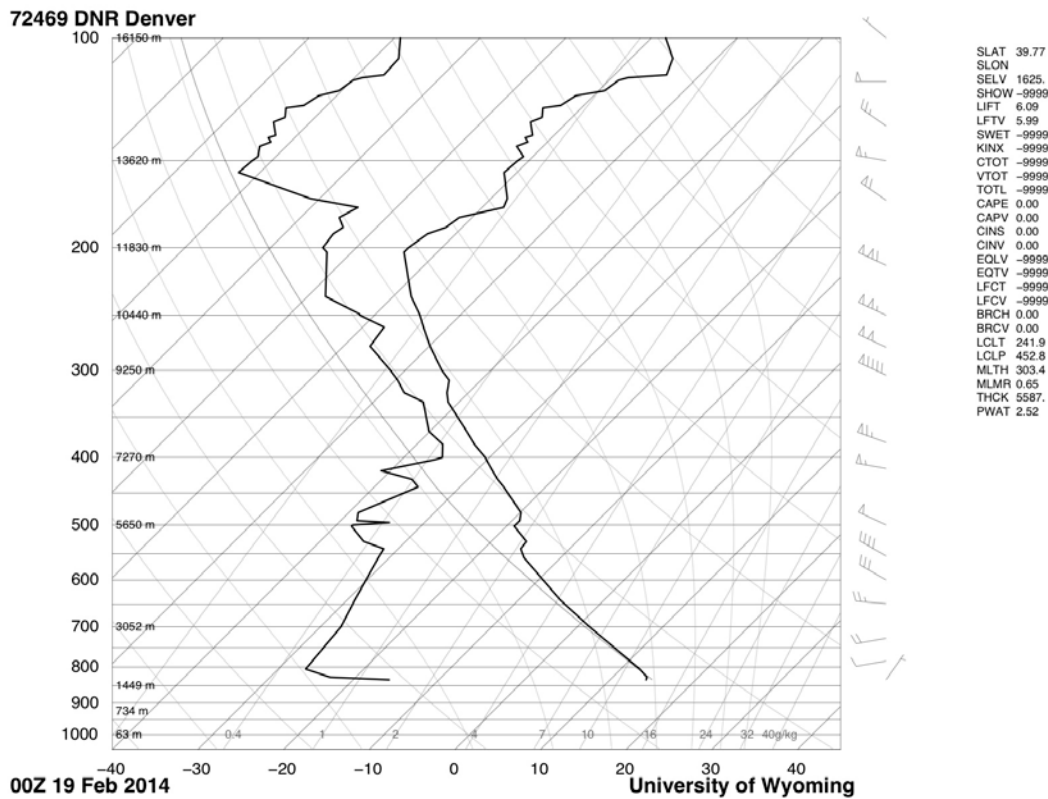 72469 DNR Denver
100 16150 m
13620 m
200 11830 m
10440 m
300 9250 m
400 7270 m
500 5650 m
600
700 3052 m
800
1449 m
900
734 m
1000 63 m 0.4 1 2 4 7 10 16 24 32 40g/kg
−40 −30 −20 −10 0 10 20 30 40
00Z 19 Feb 2014 University of Wyoming
SLAT 39.77
SLON
SELV 1625.
SHOW −9999
LIFT 6.09
LFTV 5.99
SWET −9999
KINX −9999
CTOT −9999
VTOT −9999
TOTL −9999
CAPE 0.00
CAPV 0.00
CINS 0.00
CINV 0.00
EQLV −9999
EQTV −9999
LFCT −9999
LFCV −9999
BRCH 0.00
BRCV 0.00
LCLT 241.9
LCLP 452.8
MLTH 303.4
MLMR 0.65
THCK 5587.
PWAT 2.52